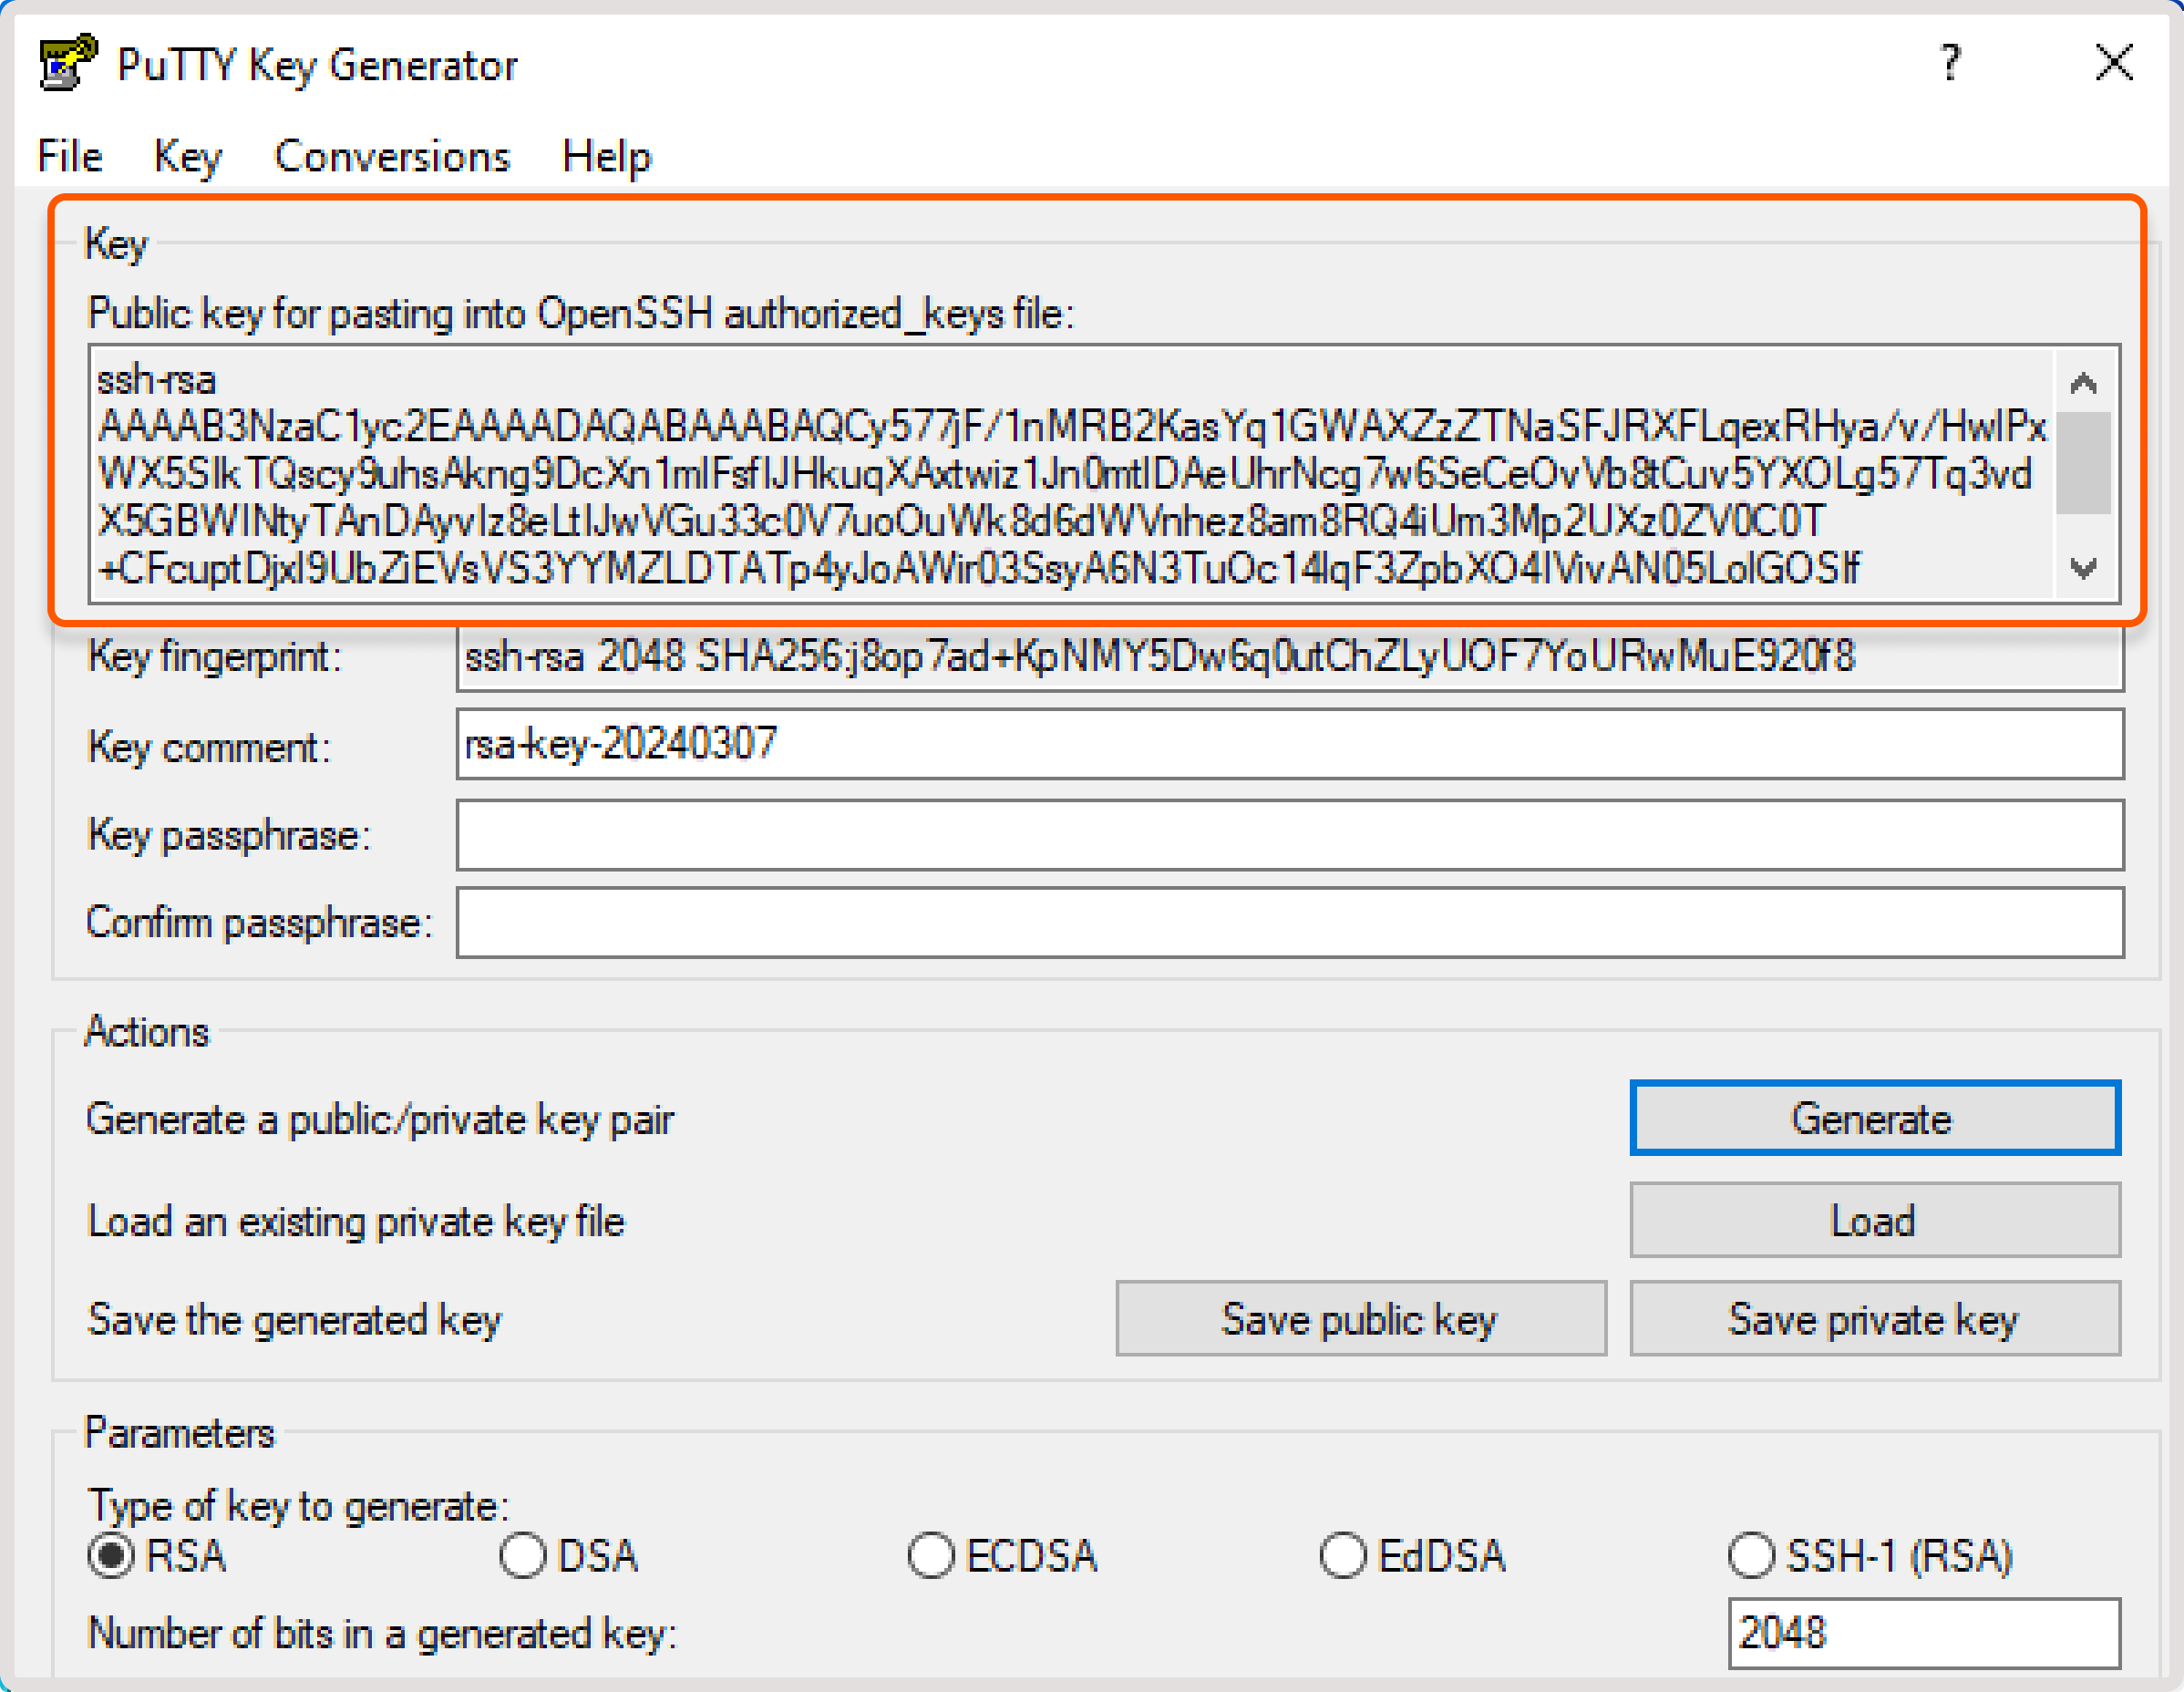 PuTTY Key Generator
?
File Key Conversions Help
Key
Public key for pasting into OpenSSH authorized_keys file:
ssh-rsa
AAAAB3NzaC1yc2EAAAADAQABAAABAQCy577jF/1nMRB2KasYq1GWAXZzZTNaSFJRXFLqexRHya/v/HwIPx
WX5SIkTQscy9uhsAkng9DcXn1mIFsfIJHkuqXAxtwiz1Jn0mtIDAeUhrNcg7w6SeCeOvVb8tCuv5YXOLg57Tq3vd
X5GBWINtyTAnDAyvIz8eLtIJwVGu33c0V7uoOuWk8d6dWVnhez8am8RQ4iUm3Mp2UXz0ZV0C0T
+CFcuptDjxI9UbZiEVsVS3YYMZLDTATp4yJoAWir03SsyA6N3TuOc14IqF3ZpbXO4IVivAN05LolGOSIf
Key fingerprint: ssh-rsa 2048 SHA256:j8op7ad+KpNMY5Dw6q0utChZLyUOF7YoURwMuE920f8
Key comment: rsa-key-20240307
Key passphrase:
Confirm passphrase:
Actions
Generate a public/private key pair Generate
Load an existing private key file Load
Save the generated key Save public key Save private key
Parameters
Type of key to generate:
RSA DSA ECDSA EdDSA SSH-1 (RSA)
Number of bits in a generated key: 2048